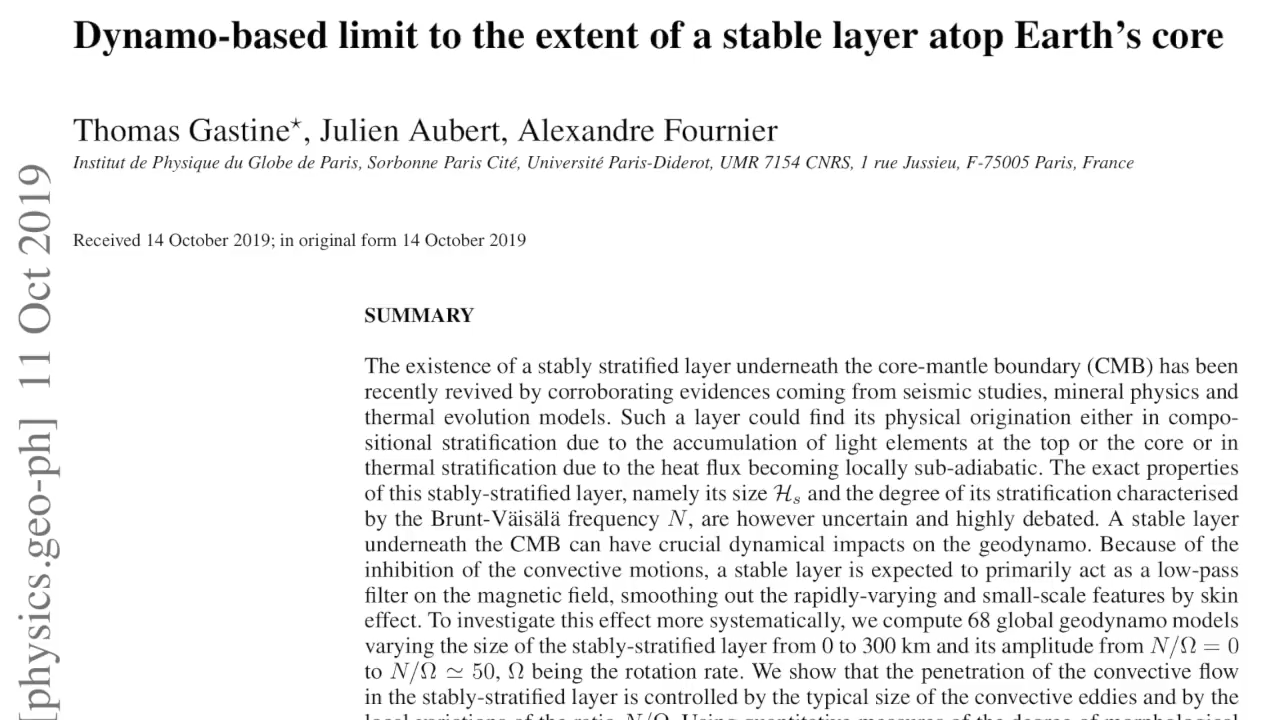 Dynamo-based limit to the extent of a stable layer atop Earth's core
Thomas Gastine⋆, Julien Aubert, Alexandre Fournier
Institut de Physique du Globe de Paris, Sorbonne Paris Cité, Université Paris-Diderot, UMR 7154 CNRS, 1 rue Jussieu, F-75005 Paris, France
Received 14 October 2019; in original form 14 October 2019
SUMMARY
The existence of a stably stratified layer underneath the core-mantle boundary (CMB) has been
recently revived by corroborating evidences coming from seismic studies, mineral physics and
thermal evolution models. Such a layer could find its physical origination either in compo-
sitional stratification due to the accumulation of light elements at the top or the core or in
thermal stratification due to the heat flux becoming locally sub-adiabatic. The exact properties
of this stably-stratified layer, namely its size ℋs and the degree of its stratification characterised
by the Brunt-Väisälä frequency N, are however uncertain and highly debated. A stable layer
underneath the CMB can have crucial dynamical impacts on the geodynamo. Because of the
inhibition of the convective motions, a stable layer is expected to primarily act as a low-pass
filter on the magnetic field, smoothing out the rapidly-varying and small-scale features by skin
effect. To investigate this effect more systematically, we compute 68 global geodynamo models
varying the size of the stably-stratified layer from 0 to 300 km and its amplitude from N/Ω = 0
to N/Ω ≃ 50, Ω being the rotation rate. We show that the penetration of the convective flow
in the stably-stratified layer is controlled by the typical size of the convective eddies and by the
local variations of the ratio N/Ω. Using quantitative measures of the degree of morphological
[physics.geo-ph] 11 Oct 2019